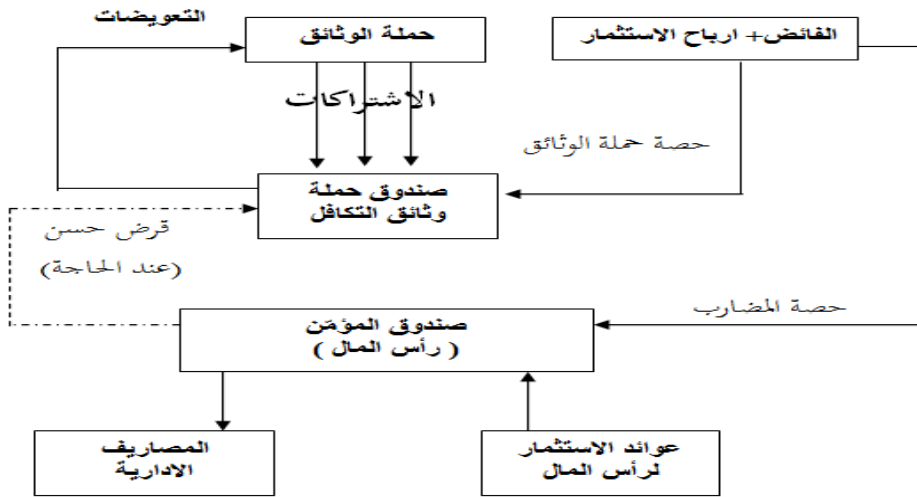 التعويضات
حملة الوثائق
الفائض+ ارباح الاستثمار
الاشتراكات
حصة حملة الوثائق
صندوق حملة
وثائق التكافل
قرض حسن
(عند الحاجة)
حصة المضارب
صندوق المؤمَن
( رأس المال )
المصاريف
الادارية
عوائد الاستثمار
لرأس المال